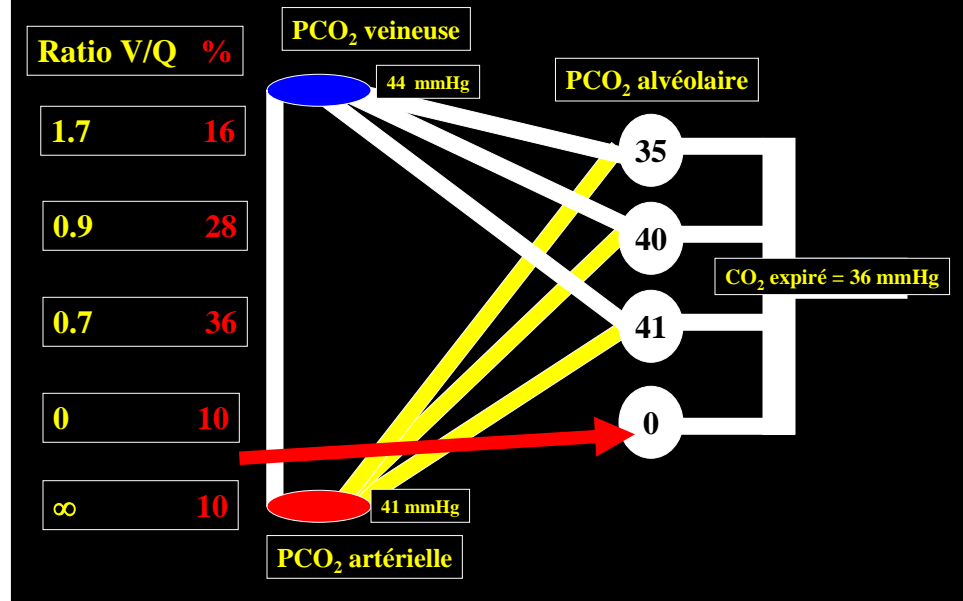 PCO₂ veineuse
Ratio V/Q %
44 mmHg
PCO₂ alvéolaire
1.7 16
35
0.9 28
40
CO₂ expiré = 36 mmHg
0.7 36
41
0 10
0
∞ 10
41 mmHg
PCO₂ artérielle